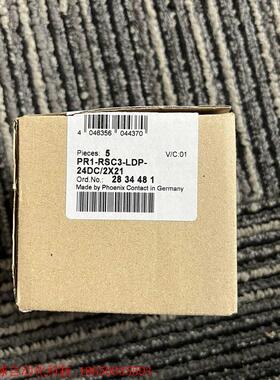 4 046356 044370
Pieces: 5 V/C:01
PR1-RSC3-LDP-
24DC/2X21
Ord.No.: 28 34 48 1
Made by Phoenix Contact in Germany